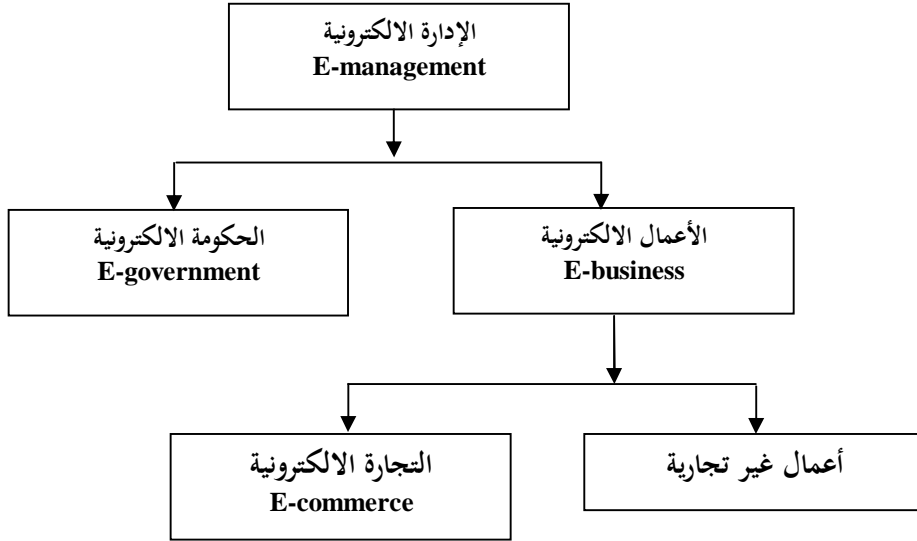 الإدارة الالكترونية
E-management
الأعمال الالكترونية
E-business
الحكومة الالكترونية
E-government
أعمال غير تجارية
التجارة الالكترونية
E-commerce